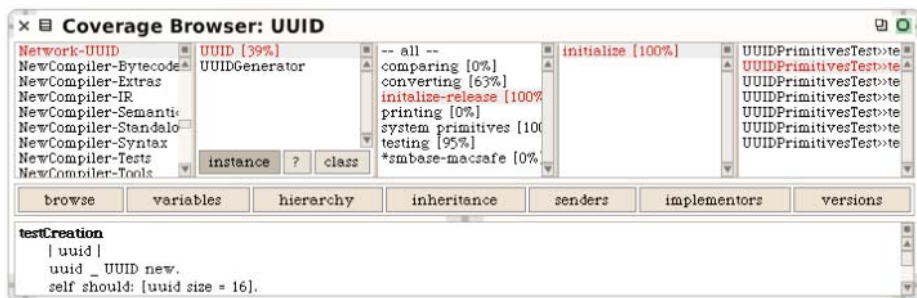 Coverage Browser: UUID
Network-UUID
NewCompiler-Bytecode
NewCompiler-Extras
NewCompiler-IR
NewCompiler-Semantic
NewCompiler-Standalo
NewCompiler-Syntax
NewCompiler-Tests
NewCompiler-Tools
UUID [39%]
UUIDGenerator
instance
?
class
-- all --
comparing [0%]
converting [63%]
initalize-release [100%
printing [0%]
system primitives [100
testing [95%]
*smbase-macsafe [0%
initialize [100%]
UUIDPrimitivesTest>>te
UUIDPrimitivesTest>>te
UUIDPrimitivesTest>>te
UUIDPrimitivesTest>>te
UUIDPrimitivesTest>>te
UUIDPrimitivesTest>>te
UUIDPrimitivesTest>>te
browse
variables
hierarchy
inheritance
senders
implementors
versions
testCreation
| uuid |
uuid _ UUID new.
self should: [uuid size = 16].